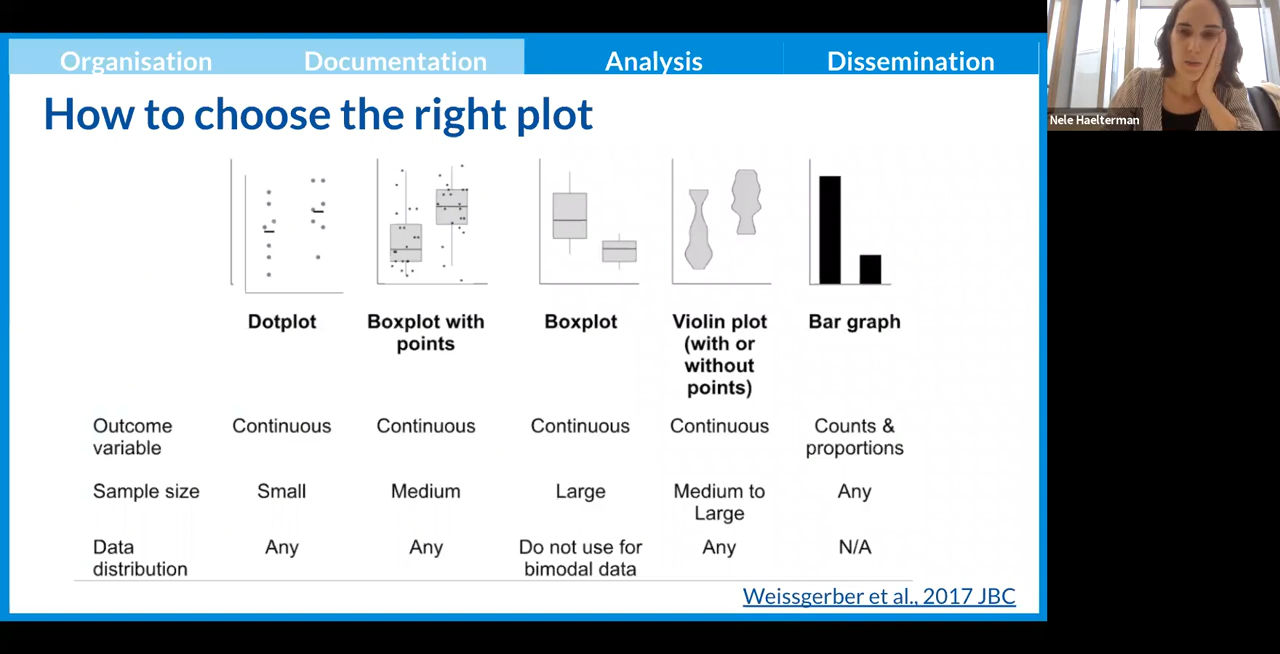 Organisation Documentation Analysis Dissemination
Nele Haelterman
How to choose the right plot
Dotplot Boxplot with Boxplot Violin plot Bar graph
points (with or
without
points)
Outcome Continuous Continuous Continuous Continuous Counts &
variable proportions
Sample size Small Medium Large Medium to Any
Large
Data Any Any Do not use for Any N/A
distribution bimodal data
Weissgerber et al., 2017 JBC